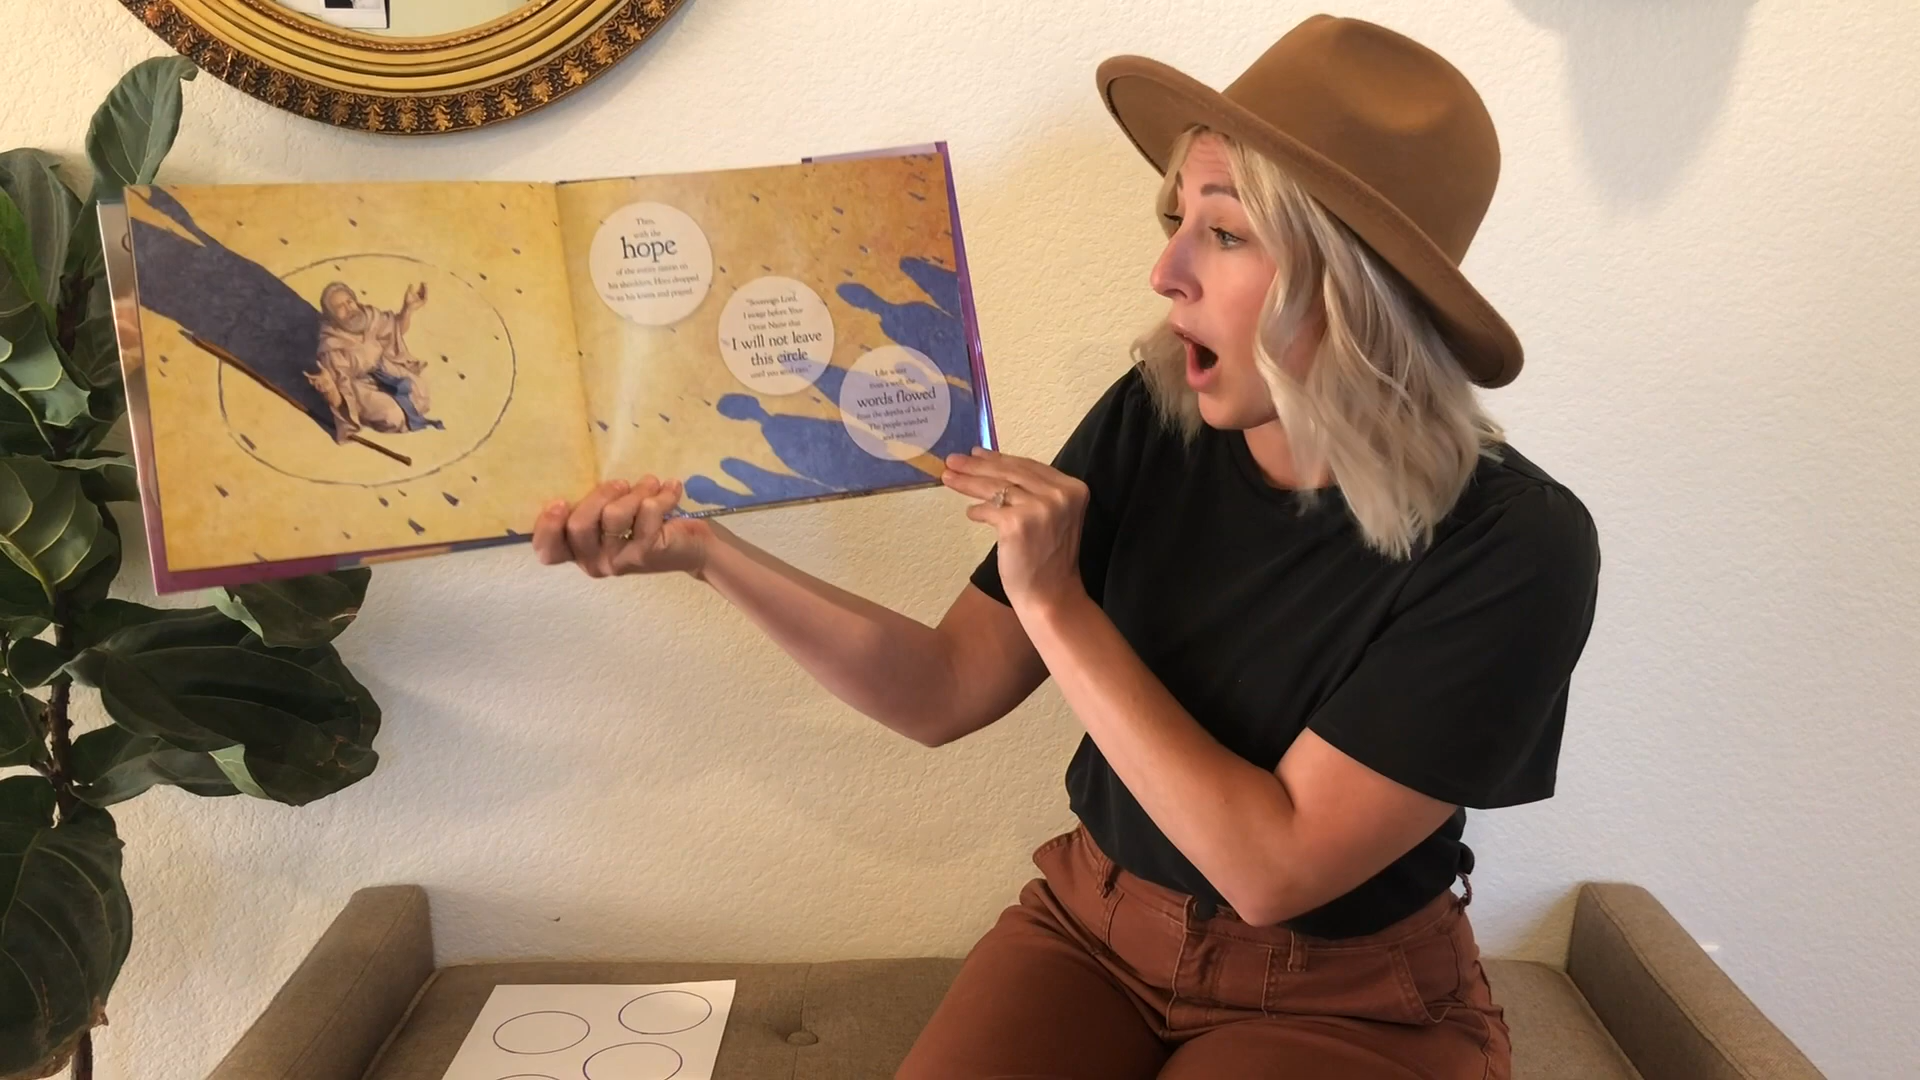 Then,
with the
hope
of the entire nation on
his shoulders, Honi dropped
to his knees and prayed.
"Sovereign Lord,
I swear before Your
Great Name that
I will not leave
this circle
until you send rain."
Like water
from a well, the
words flowed
from the depths of his soul.
The people watched
and waited.